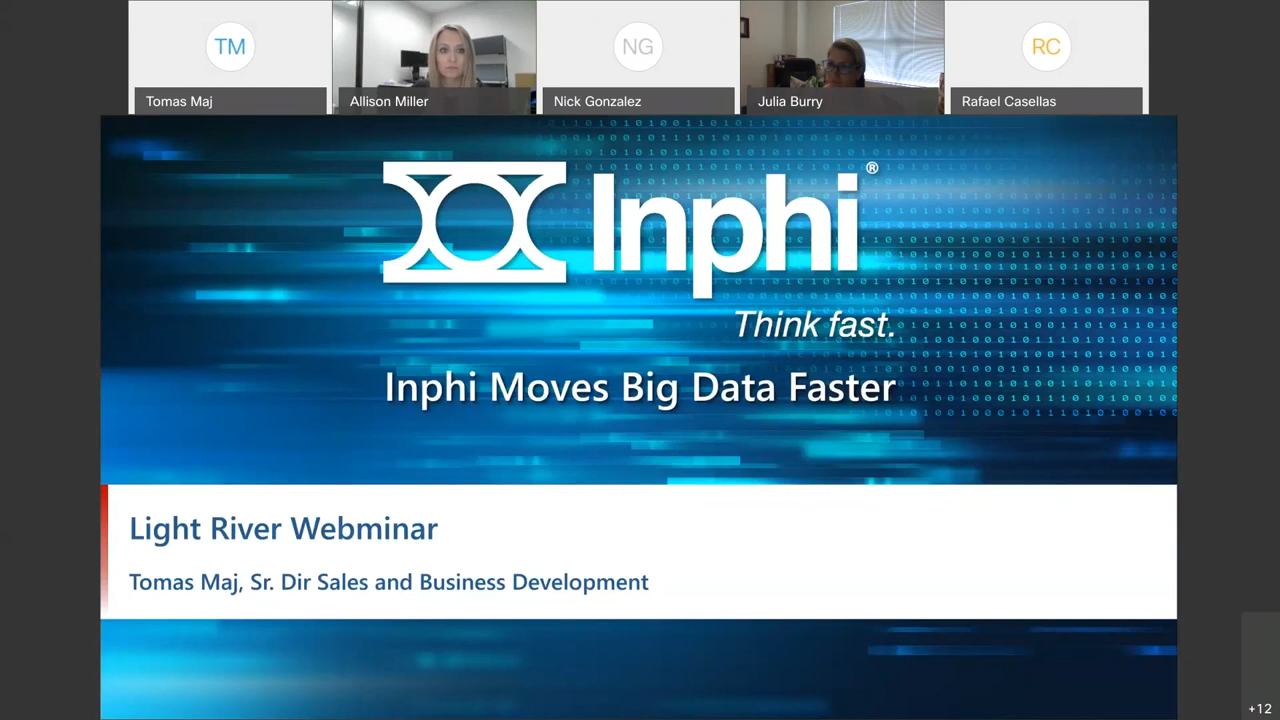 TM
NG
RC
Tomas Maj
Allison Miller
Nick Gonzalez
Julia Burry
Rafael Casellas
Inphi®
Think fast.
Inphi Moves Big Data Faster
Light River Webminar
Tomas Maj, Sr. Dir Sales and Business Development
+12